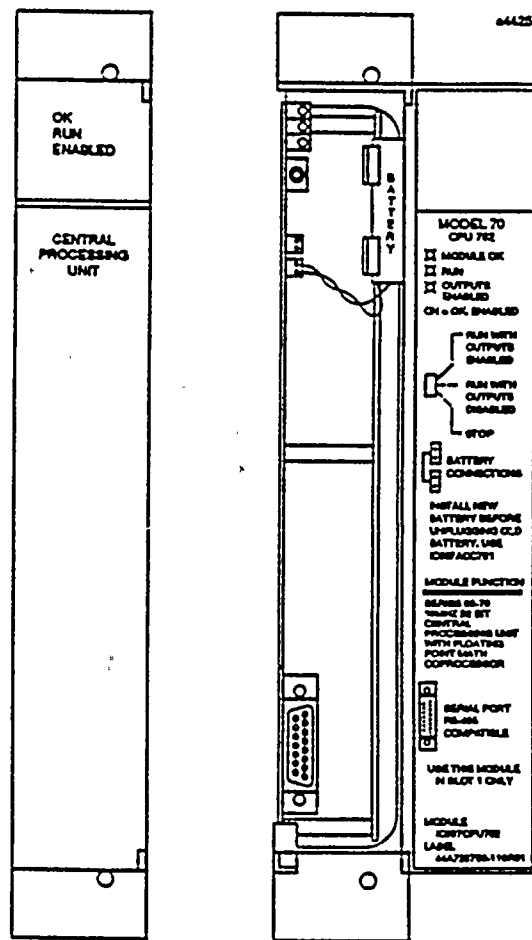 a4425
OK
RUN
ENABLED
CENTRAL
PROCESSING
UNIT
BATTERY
MODEL 70
CPU 782
MODULE OK
RUN
OUTPUTS
ENABLED
ON = OK, ENABLED
RUN WITH
OUTPUTS
ENABLED
RUN WITH
OUTPUTS
DISABLED
STOP
BATTERY
CONNECTIONS
INSTALL NEW
BATTERY BEFORE
UNPLUGGING OLD
BATTERY. USE
MODULE FUNCTION
SERIES 90-70
32 BIT
CENTRAL
PROCESSING UNIT
WITH FLOATING
POINT MATH
COPROCESSOR
SERIAL PORT
COMPATIBLE
USE THIS MODULE
IN SLOT 1 ONLY
MODULE
IC697CPU782
LABEL